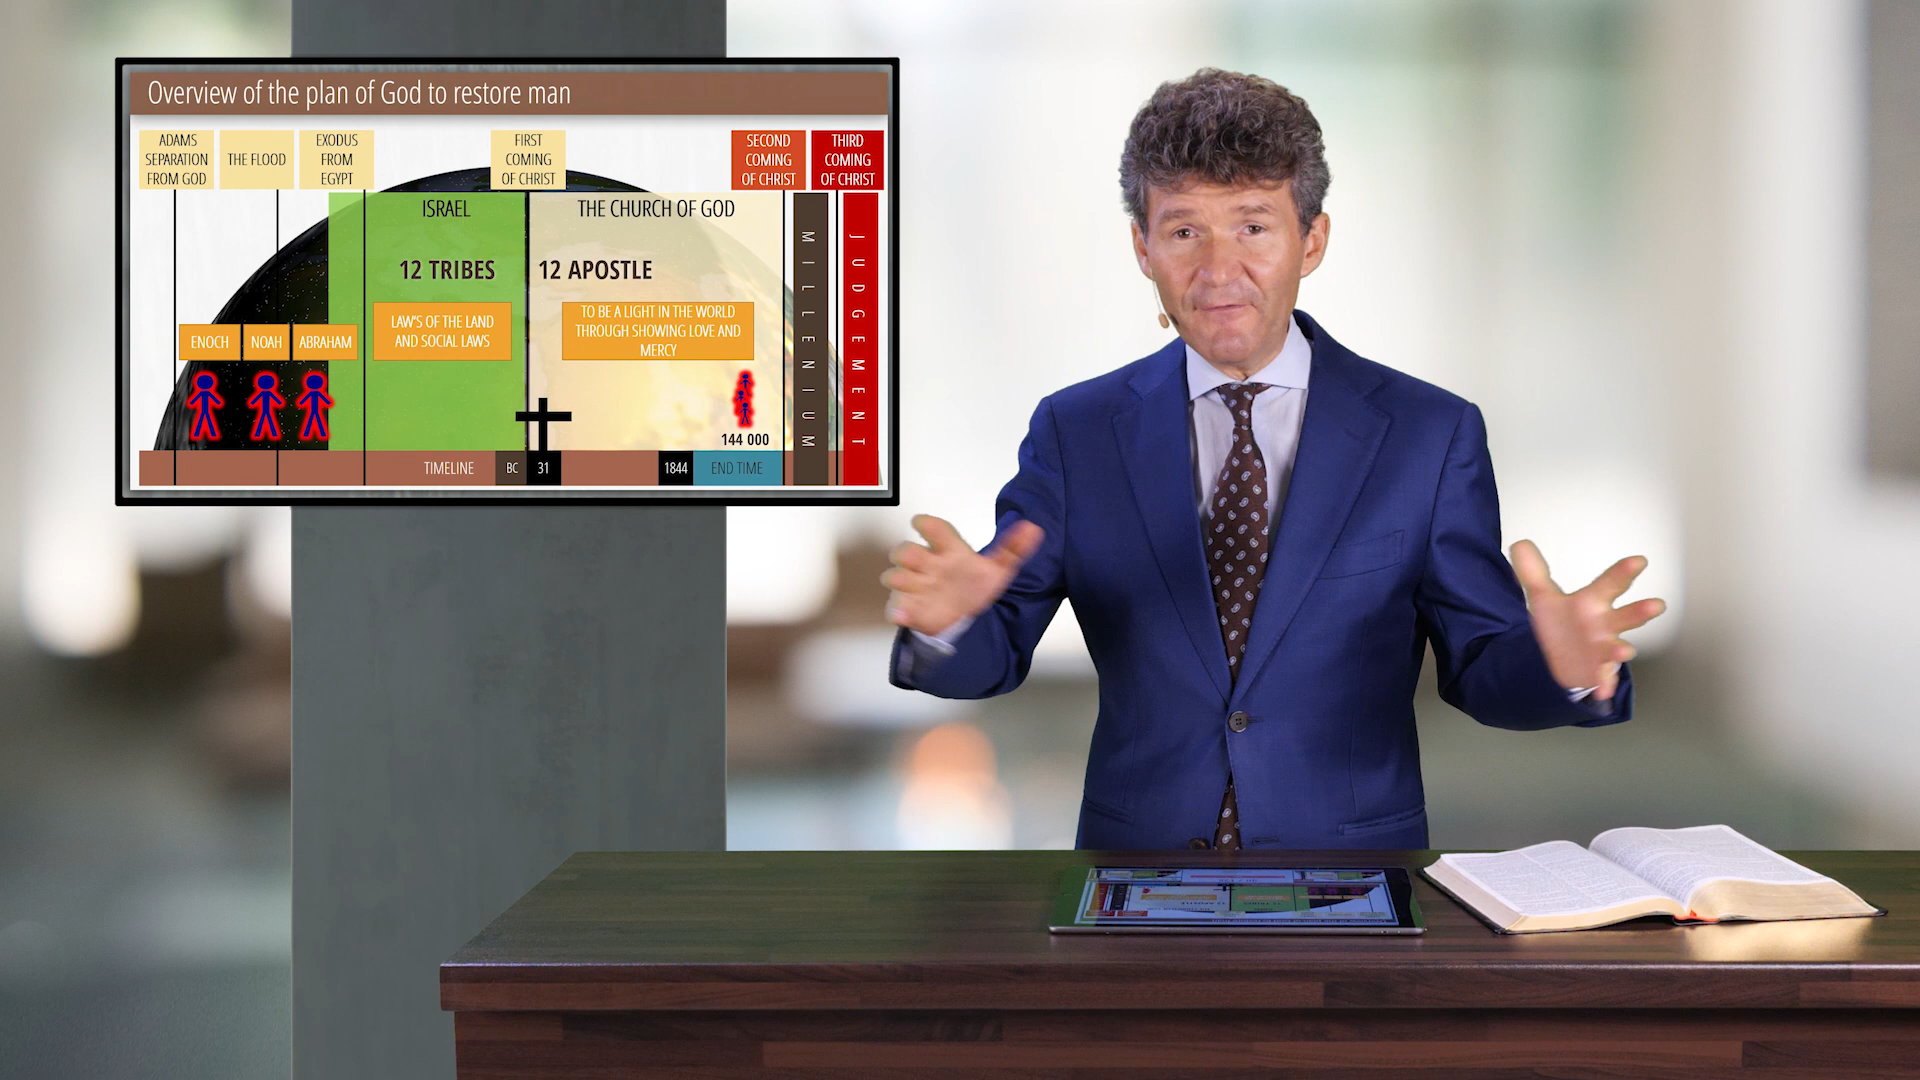 Overview of the plan of God to restore man
ADAMS
SEPARATION
FROM GOD
THE FLOOD
EXODUS
FROM
EGYPT
FIRST
COMING
OF CHRIST
SECOND
COMING
OF CHRIST
THIRD
COMING
OF CHRIST
ISRAEL
THE CHURCH OF GOD
12 TRIBES
12 APOSTLE
LAW'S OF THE LAND
AND SOCIAL LAWS
TO BE A LIGHT IN THE WORLD
THROUGH SHOWING LOVE AND
MERCY
ENOCH
NOAH
ABRAHAM
MILLENIUM
JUDGEMENT
144 000
TIMELINE
BC
31
1844
END TIME